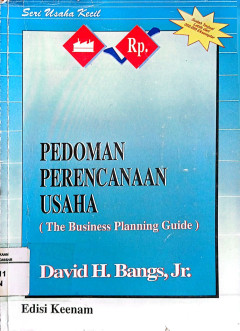 Seri Usaha Kecil
Rp.
PEDOMAN
PERENCANAAN
USAHA
( The Business Planning Guide )
David H. Bangs, Jr.
Edisi Keenam